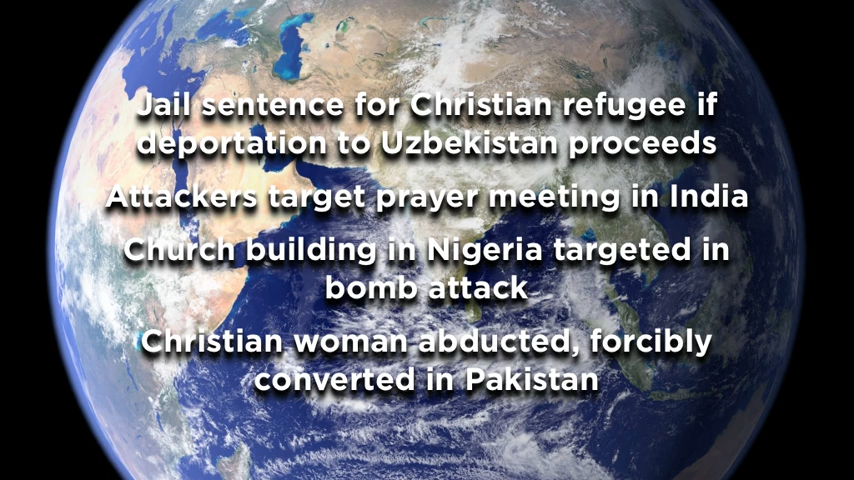 Jail sentence for Christian refugee if
deportation to Uzbekistan proceeds
Attackers target prayer meeting in India
Church building in Nigeria targeted in
bomb attack
Christian woman abducted, forcibly
converted in Pakistan